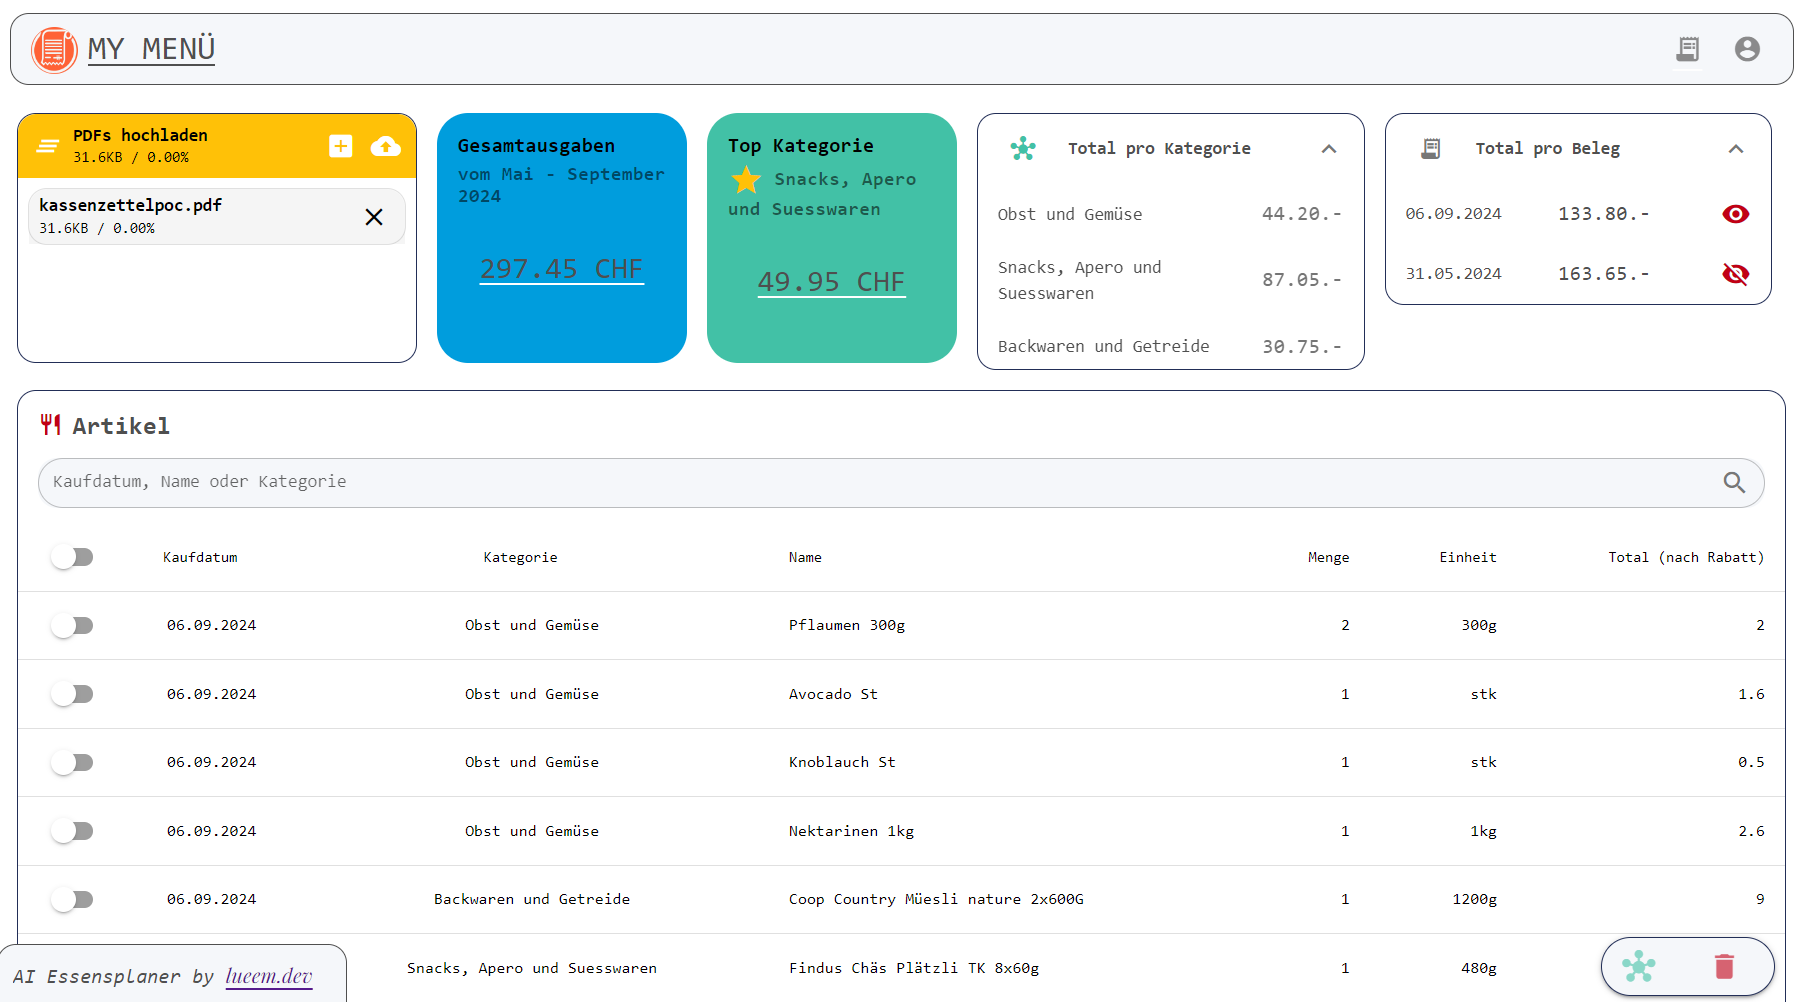 MY MENÜ
PDFs hochladen
31.6KB / 0.00%
kassenzettelpoc.pdf
31.6KB / 0.00%
Gesamtausgaben
vom Mai - September
2024
297.45 CHF
Top Kategorie
Snacks, Apero
und Suesswaren
49.95 CHF
Total pro Kategorie
Obst und Gemüse 44.20.-
Snacks, Apero und
Suesswaren 87.05.-
Backwaren und Getreide 30.75.-
Total pro Beleg
06.09.2024 133.80.-
31.05.2024 163.65.-
Artikel
Kaufdatum, Name oder Kategorie
Kaufdatum Kategorie Name Menge Einheit Total (nach Rabatt)
06.09.2024 Obst und Gemüse Pflaumen 300g 2 300g 2
06.09.2024 Obst und Gemüse Avocado St 1 stk 1.6
06.09.2024 Obst und Gemüse Knoblauch St 1 stk 0.5
06.09.2024 Obst und Gemüse Nektarinen 1kg 1 1kg 2.6
06.09.2024 Backwaren und Getreide Coop Country Müesli nature 2x600G 1 1200g 9
Snacks, Apero und Suesswaren Findus Chäs Plätzli TK 8x60g 1 480g
AI Essensplaner by lueem.dev